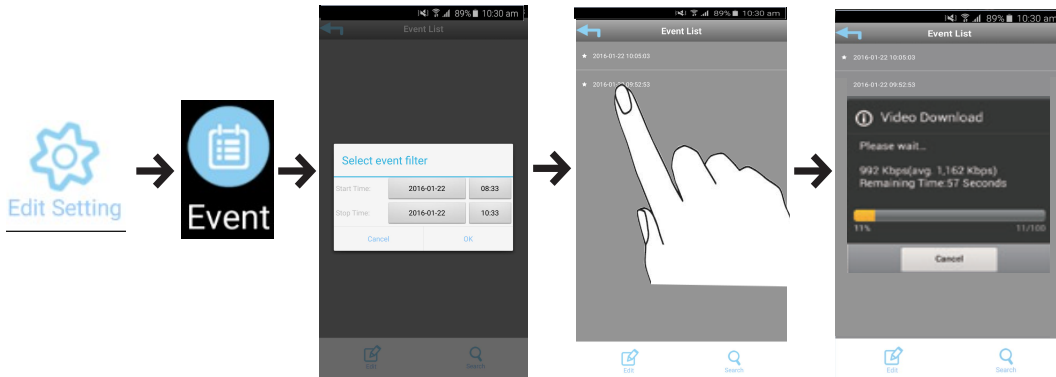 Edit Setting
Event
89% 10:30 am
Event List
Select event filter
Start Time: 2016-01-22 08:33
Stop Time: 2016-01-22 10:33
Cancel OK
Edit Search
89% 10:30 am
Event List
★ 2016-01-22 10:05:03
★ 2016-01-22 09:52:53
Edit Search
89% 10:30 am
Event List
★ 2016-01-22 10:05:03
2016-01-22 09:52:53
Video Download
Please wait...
992 Kbps(avg. 1,162 Kbps)
Remaining Time:57 Seconds
11% 11/100
Cancel
Edit Search